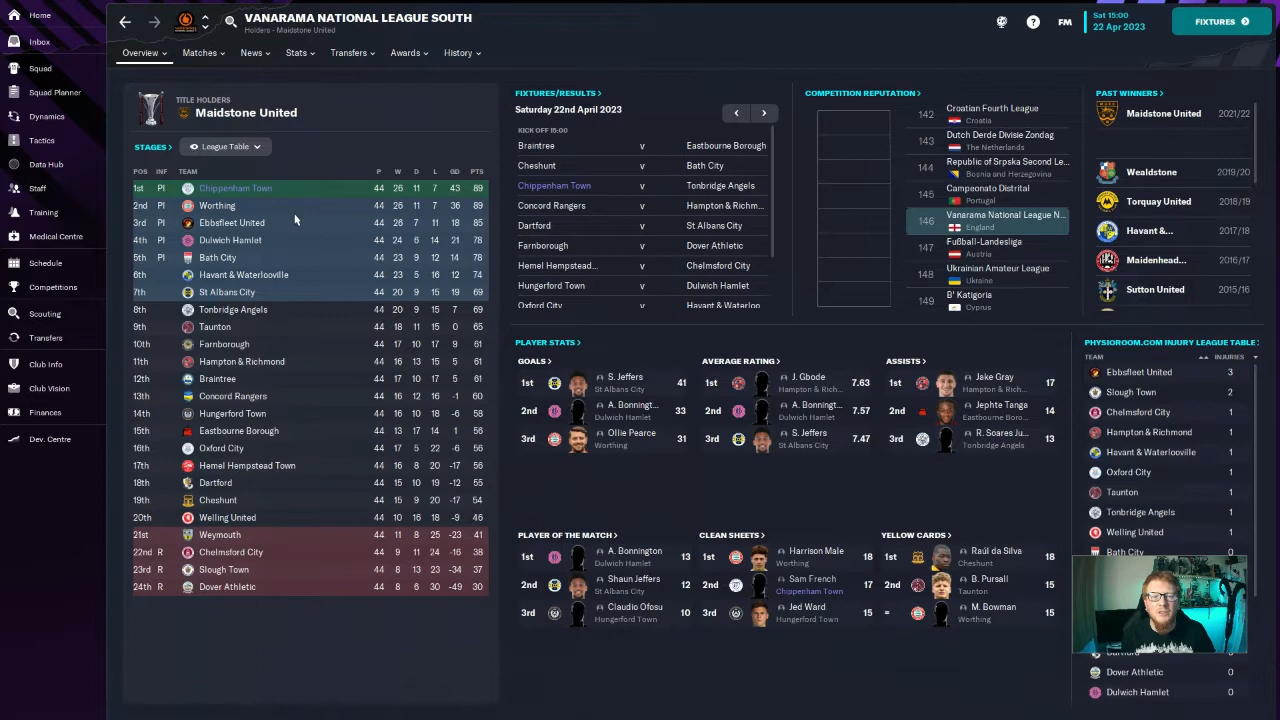 Home
Inbox
Squad
Squad Planner
Dynamics
Tactics
Data Hub
Staff
Training
Medical Centre
Schedule
Competitions
Scouting
Transfers
Club Info
Club Vision
Finances
Dev. Centre
VANARAMA NATIONAL LEAGUE SOUTH
Holders - Maidstone United
FM
Sat 15:00
22 Apr 2023
FIXTURES
Overview Matches News Stats Transfers Awards History
TITLE HOLDERS
Maidstone United
STAGES > League Table
POS INF TEAM P W D L GD PTS
1st PI Chippenham Town 44 26 11 7 43 89
2nd PI Worthing 44 26 11 7 36 89
3rd PI Ebbsfleet United 44 26 7 11 18 85
4th PI Dulwich Hamlet 44 24 6 14 21 78
5th PI Bath City 44 23 9 12 14 78
6th Havant & Waterlooville 44 23 5 16 12 74
7th St Albans City 44 20 9 15 19 69
8th Tonbridge Angels 44 20 9 15 7 69
9th Taunton 44 18 11 15 0 65
10th Farnborough 44 17 10 17 9 61
11th Hampton & Richmond 44 16 13 15 5 61
12th Braintree 44 17 10 17 5 61
13th Concord Rangers 44 16 12 16 -1 60
14th Hungerford Town 44 16 10 18 -6 58
15th Eastbourne Borough 44 13 17 14 1 56
16th Oxford City 44 17 5 22 -6 56
17th Hemel Hempstead Town 44 16 8 20 -17 56
18th Dartford 44 15 10 19 -12 55
19th Cheshunt 44 15 9 20 -17 54
20th Welling United 44 10 16 18 -9 46
21st Weymouth 44 11 8 25 -23 41
22nd R Chelmsford City 44 9 11 24 -16 38
23rd R Slough Town 44 8 13 23 -34 37
24th R Dover Athletic 44 8 6 30 -49 30
FIXTURES/RESULTS >
Saturday 22nd April 2023
KICK OFF 15:00
Braintree v Eastbourne Borough
Cheshunt v Bath City
Chippenham Town v Tonbridge Angels
Concord Rangers v Hampton & Richm...
Dartford v St Albans City
Farnborough v Dover Athletic
Hemel Hempstead... v Chelmsford City
Hungerford Town v Dulwich Hamlet
Oxford City v Havant & Waterloo
COMPETITION REPUTATION >
142 Croatian Fourth League
Croatia
143 Dutch Derde Divisie Zondag
The Netherlands
144 Republic of Srpska Second Le...
Bosnia and Herzegovina
145 Campeonato Distrital
Portugal
146 Vanarama National League N...
England
147 Fußball-Landesliga
Austria
148 Ukrainian Amateur League
Ukraine
149 B' Katigoria
Cyprus
PAST WINNERS >
Maidstone United 2021/22
Wealdstone 2019/20
Torquay United 2018/19
Havant &... 2017/18
Maidenhead... 2016/17
Sutton United 2015/16
PLAYER STATS >
GOALS >
1st S. Jeffers 41
St Albans City
2nd A. Bonningt... 33
Dulwich Hamlet
3rd Ollie Pearce 31
Worthing
AVERAGE RATING >
1st J. Gbode 7.63
Hampton & Rich...
2nd A. Bonningt... 7.57
Dulwich Hamlet
3rd S. Jeffers 7.47
St Albans City
ASSISTS >
1st Jake Gray 17
Hampton & Rich...
2nd Jephte Tanga 14
Eastbourne Boro...
3rd R. Soares Ju... 13
Tonbridge Angels
PLAYER OF THE MATCH >
1st A. Bonnington 13
Dulwich Hamlet
2nd Shaun Jeffers 12
St Albans City
3rd Claudio Ofosu 10
Hungerford Town
CLEAN SHEETS >
1st Harrison Male 18
Worthing
2nd Sam French 17
Chippenham Town
3rd Jed Ward 15
Hungerford Town
YELLOW CARDS >
1st Raúl da Silva 18
Cheshunt
2nd B. Pursall 15
Taunton
= M. Bowman 15
Worthing
PHYSIOROOM.COM INJURY LEAGUE TABLE >
TEAM INJURIES
Ebbsfleet United 3
Slough Town 2
Chelmsford City 1
Hampton & Richmond 1
Havant & Waterlooville 1
Oxford City 1
Taunton 1
Tonbridge Angels 1
Welling United 1
Bath City 0
Dartford 0
Dover Athletic 0
Dulwich Hamlet 0